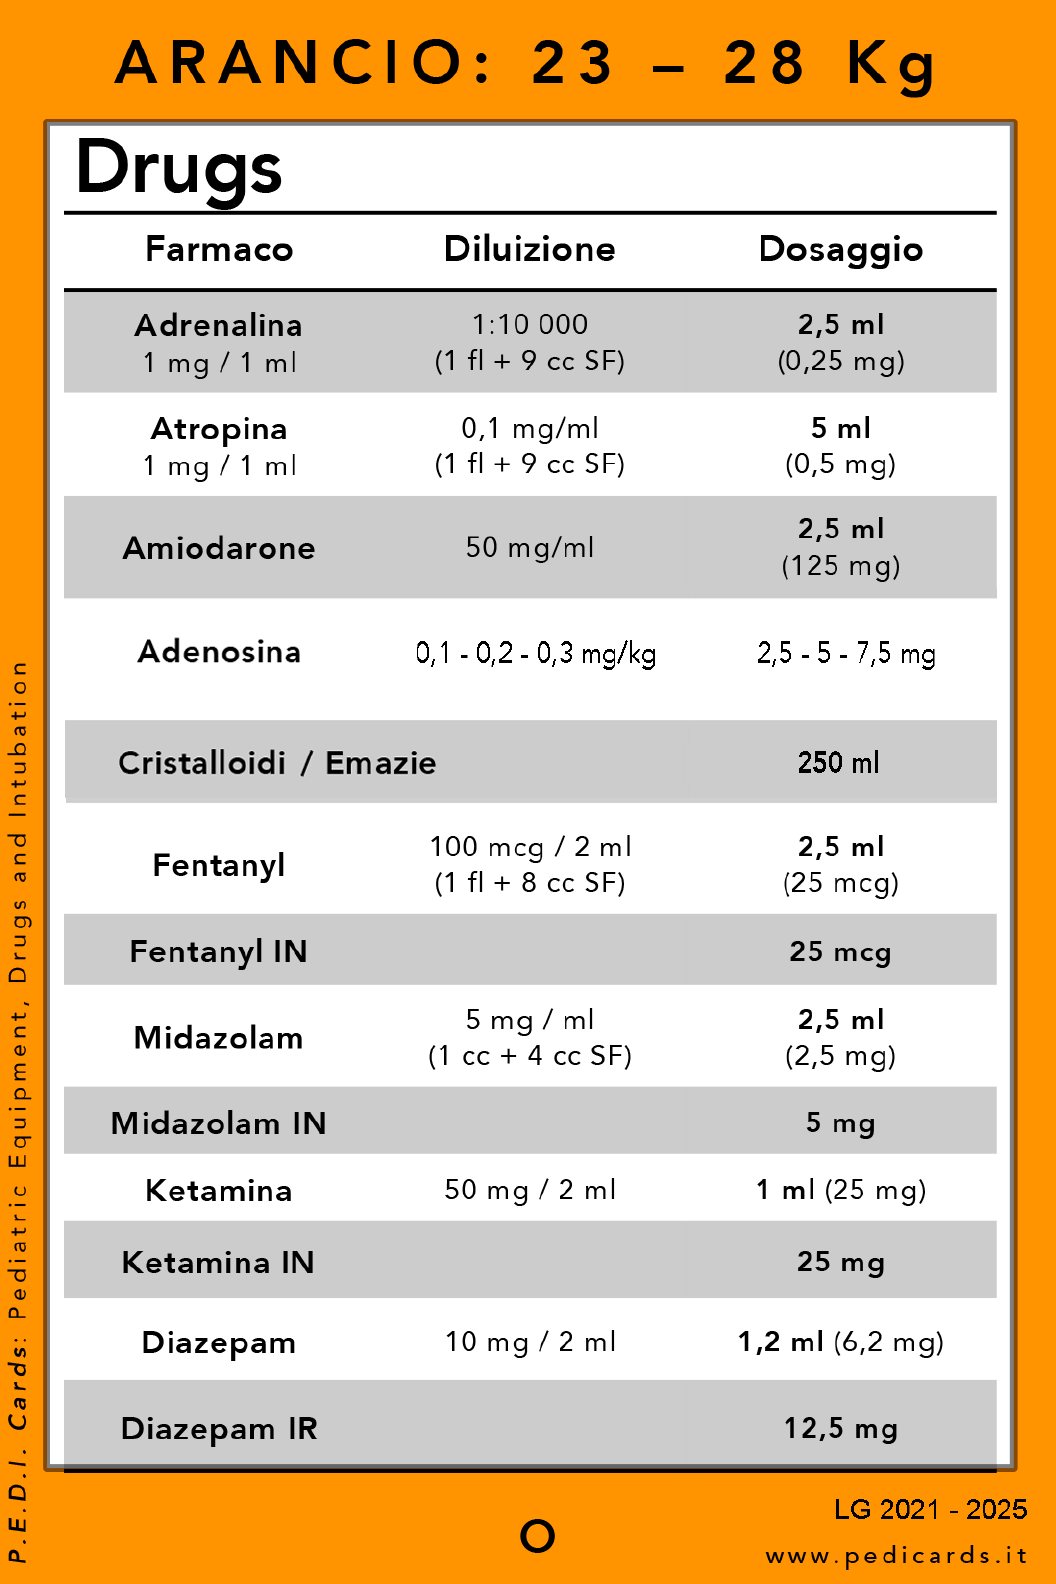 ARANCIO: 23 – 28 Kg
Drugs
Farmaco Diluizione Dosaggio
Adrenalina 1:10 000 2,5 ml
1 mg / 1 ml (1 fl + 9 cc SF) (0,25 mg)
Atropina 0,1 mg/ml 5 ml
1 mg / 1 ml (1 fl + 9 cc SF) (0,5 mg)
Amiodarone 50 mg/ml 2,5 ml
(125 mg)
Adenosina 0,1 - 0,2 - 0,3 mg/kg 2,5 - 5 - 7,5 mg
Cristalloidi / Emazie 250 ml
Fentanyl 100 mcg / 2 ml 2,5 ml
(1 fl + 8 cc SF) (25 mcg)
Fentanyl IN 25 mcg
Midazolam 5 mg / ml 2,5 ml
(1 cc + 4 cc SF) (2,5 mg)
Midazolam IN 5 mg
Ketamina 50 mg / 2 ml 1 ml (25 mg)
Ketamina IN 25 mg
Diazepam 10 mg / 2 ml 1,2 ml (6,2 mg)
Diazepam IR 12,5 mg
P.E.D.I. Cards: Pediatric Equipment, Drugs and Intubation
LG 2021 - 2025
www.pedicards.it